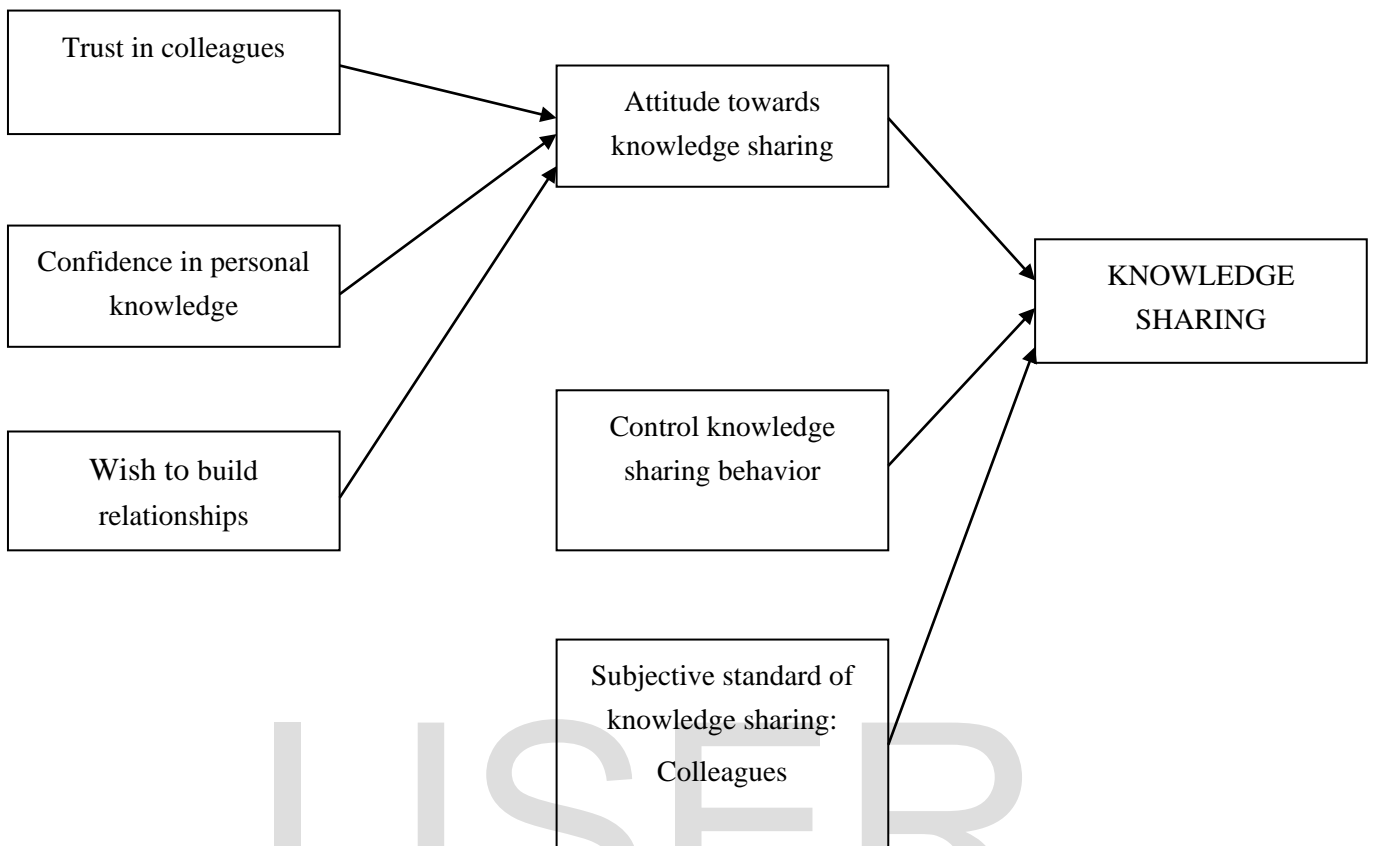 Trust in colleagues
Attitude towards
knowledge sharing
Confidence in personal
knowledge
KNOWLEDGE
SHARING
Wish to build
relationships
Control knowledge
sharing behavior
Subjective standard of
knowledge sharing:
Colleagues
IJSER